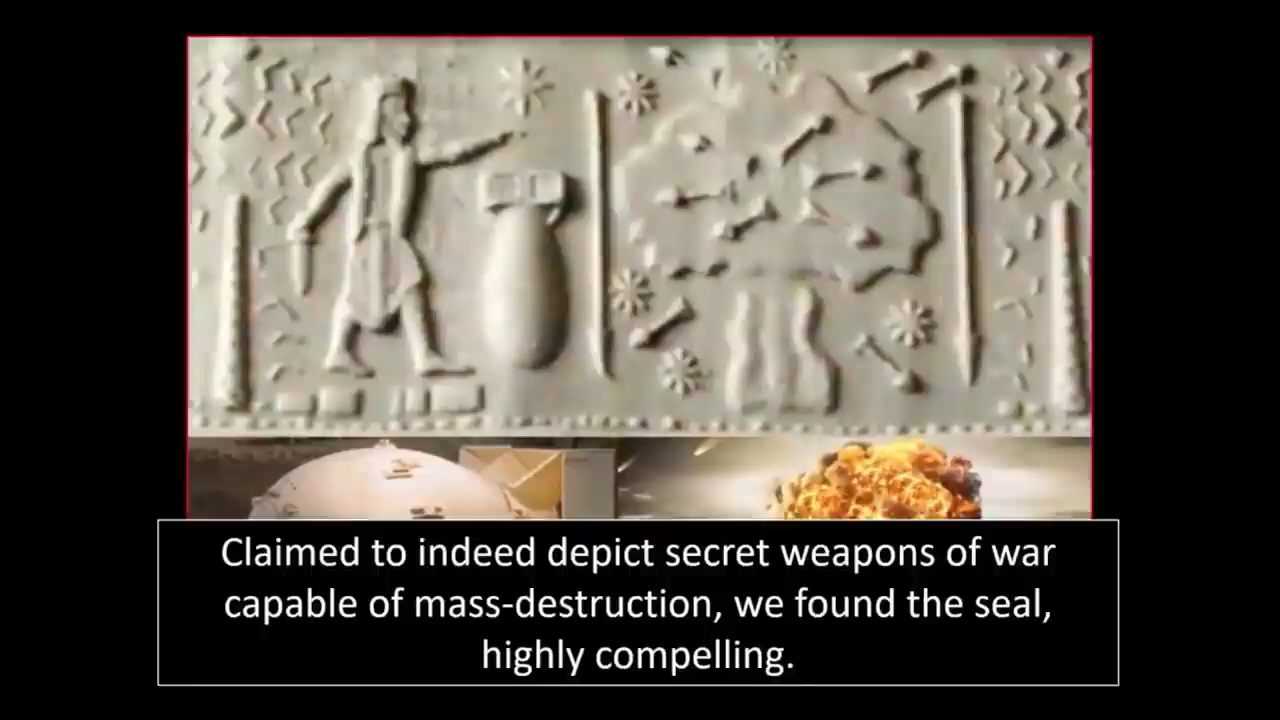 Claimed to indeed depict secret weapons of war
capable of mass-destruction, we found the seal,
highly compelling.